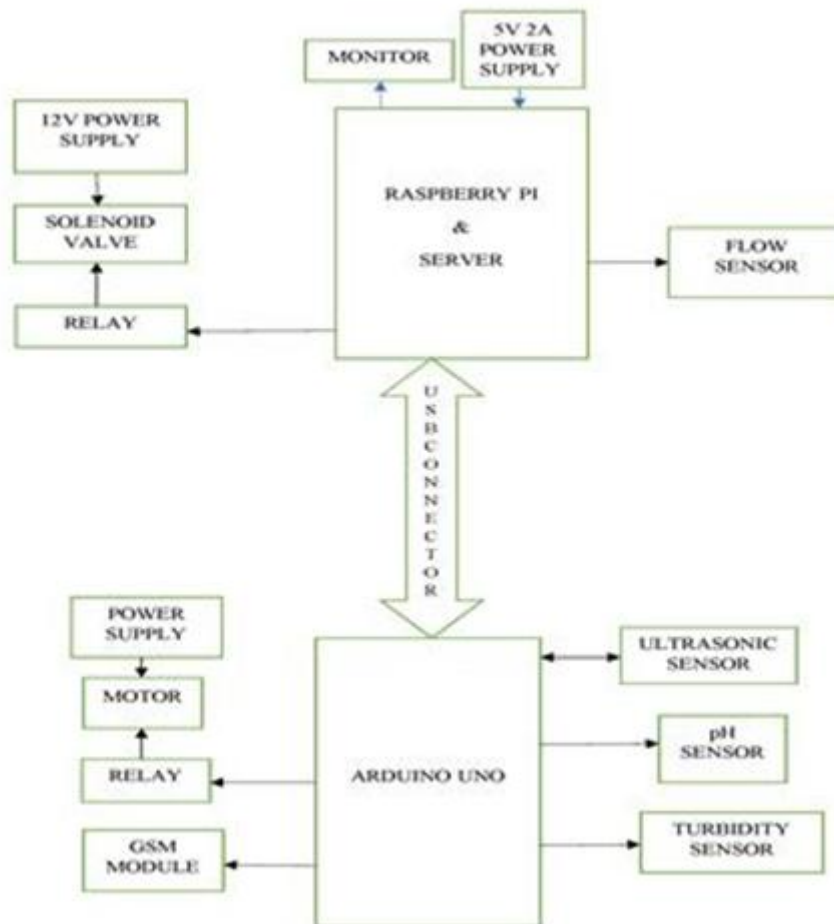 MONITOR
5V 2A
POWER
SUPPLY
12V POWER
SUPPLY
SOLENOID
VALVE
RELAY
RASPBERRY PI
&
SERVER
FLOW
SENSOR
USBCONNECTOR
POWER
SUPPLY
MOTOR
RELAY
GSM
MODULE
ARDUINO UNO
ULTRASONIC
SENSOR
pH
SENSOR
TURBIDITY
SENSOR